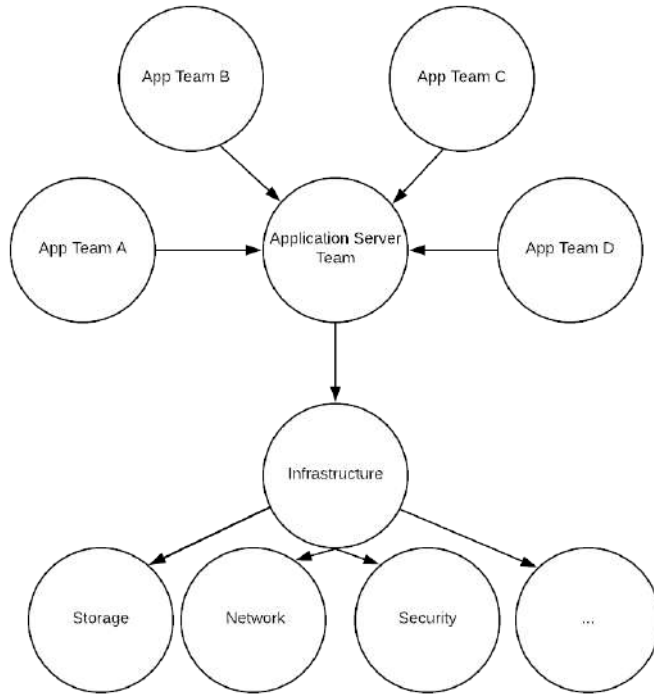 App Team B
App Team C
App Team A
Application Server
Team
App Team D
Infrastructure
Storage
Network
Security
...